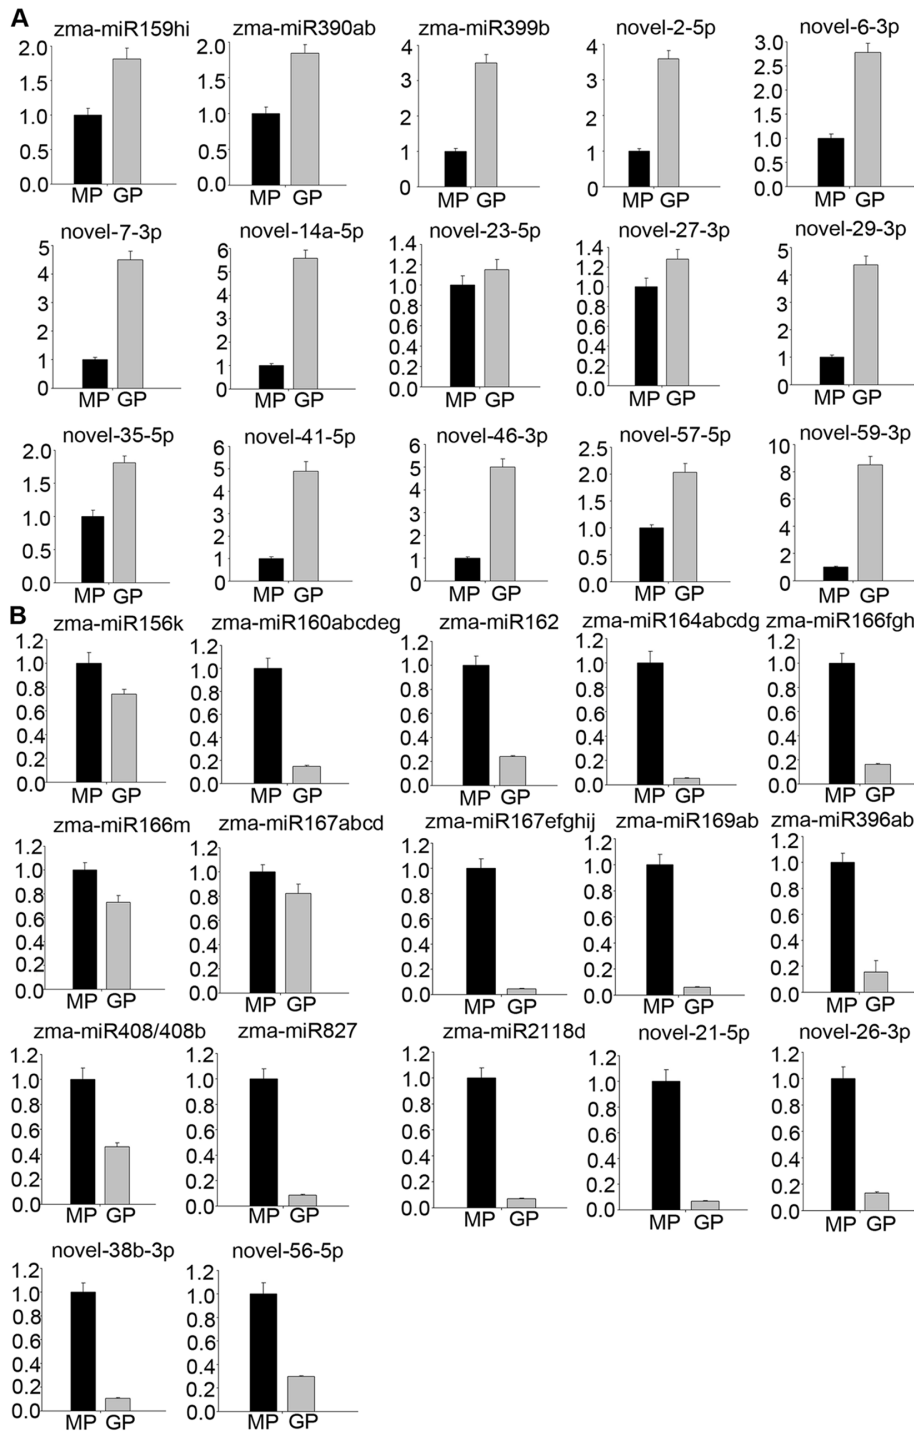 A
zma-miR159hi zma-miR390ab zma-miR399b novel-2-5p novel-6-3p
2.0 1.5 1.0 0.5 0.0 MP GP
2.0 1.5 1.0 0.5 0.0 MP GP
4 3 2 1 0 MP GP
4 3 2 1 0 MP GP
3.0 2.5 2.0 1.5 1.0 0.5 0.0 MP GP
novel-7-3p novel-14a-5p novel-23-5p novel-27-3p novel-29-3p
5 4 3 2 1 0 MP GP
6 5 4 3 2 1 0 MP GP
1.4 1.2 1.0 0.8 0.6 0.4 0.2 0.0 MP GP
1.4 1.2 1.0 0.8 0.6 0.4 0.2 0.0 MP GP
5 4 3 2 1 0 MP GP
novel-35-5p novel-41-5p novel-46-3p novel-57-5p novel-59-3p
2.0 1.5 1.0 0.5 0.0 MP GP
6 5 4 3 2 1 0 MP GP
6 5 4 3 2 1 0 MP GP
2.5 2.0 1.5 1.0 0.5 0.0 MP GP
10 8 6 4 2 0 MP GP
B
zma-miR156k zma-miR160abcdeg zma-miR162 zma-miR164abcdg zma-miR166fgh
1.2 1.0 0.8 0.6 0.4 0.2 0.0 MP GP
1.2 1.0 0.8 0.6 0.4 0.2 0.0 MP GP
1.2 1.0 0.8 0.6 0.4 0.2 0.0 MP GP
1.2 1.0 0.8 0.6 0.4 0.2 0.0 MP GP
1.2 1.0 0.8 0.6 0.4 0.2 0.0 MP GP
zma-miR166m zma-miR167abcd zma-miR167efghij zma-miR169ab zma-miR396ab
1.2 1.0 0.8 0.6 0.4 0.2 0.0 MP GP
1.2 1.0 0.8 0.6 0.4 0.2 0.0 MP GP
1.2 1.0 0.8 0.6 0.4 0.2 0.0 MP GP
1.2 1.0 0.8 0.6 0.4 0.2 0.0 MP GP
1.2 1.0 0.8 0.6 0.4 0.2 0.0 MP GP
zma-miR408/408b zma-miR827 zma-miR2118d novel-21-5p novel-26-3p
1.2 1.0 0.8 0.6 0.4 0.2 0.0 MP GP
1.2 1.0 0.8 0.6 0.4 0.2 0.0 MP GP
1.2 1.0 0.8 0.6 0.4 0.2 0.0 MP GP
1.2 1.0 0.8 0.6 0.4 0.2 0.0 MP GP
1.2 1.0 0.8 0.6 0.4 0.2 0.0 MP GP
novel-38b-3p novel-56-5p
1.2 1.0 0.8 0.6 0.4 0.2 0.0 MP GP
1.2 1.0 0.8 0.6 0.4 0.2 0.0 MP GP